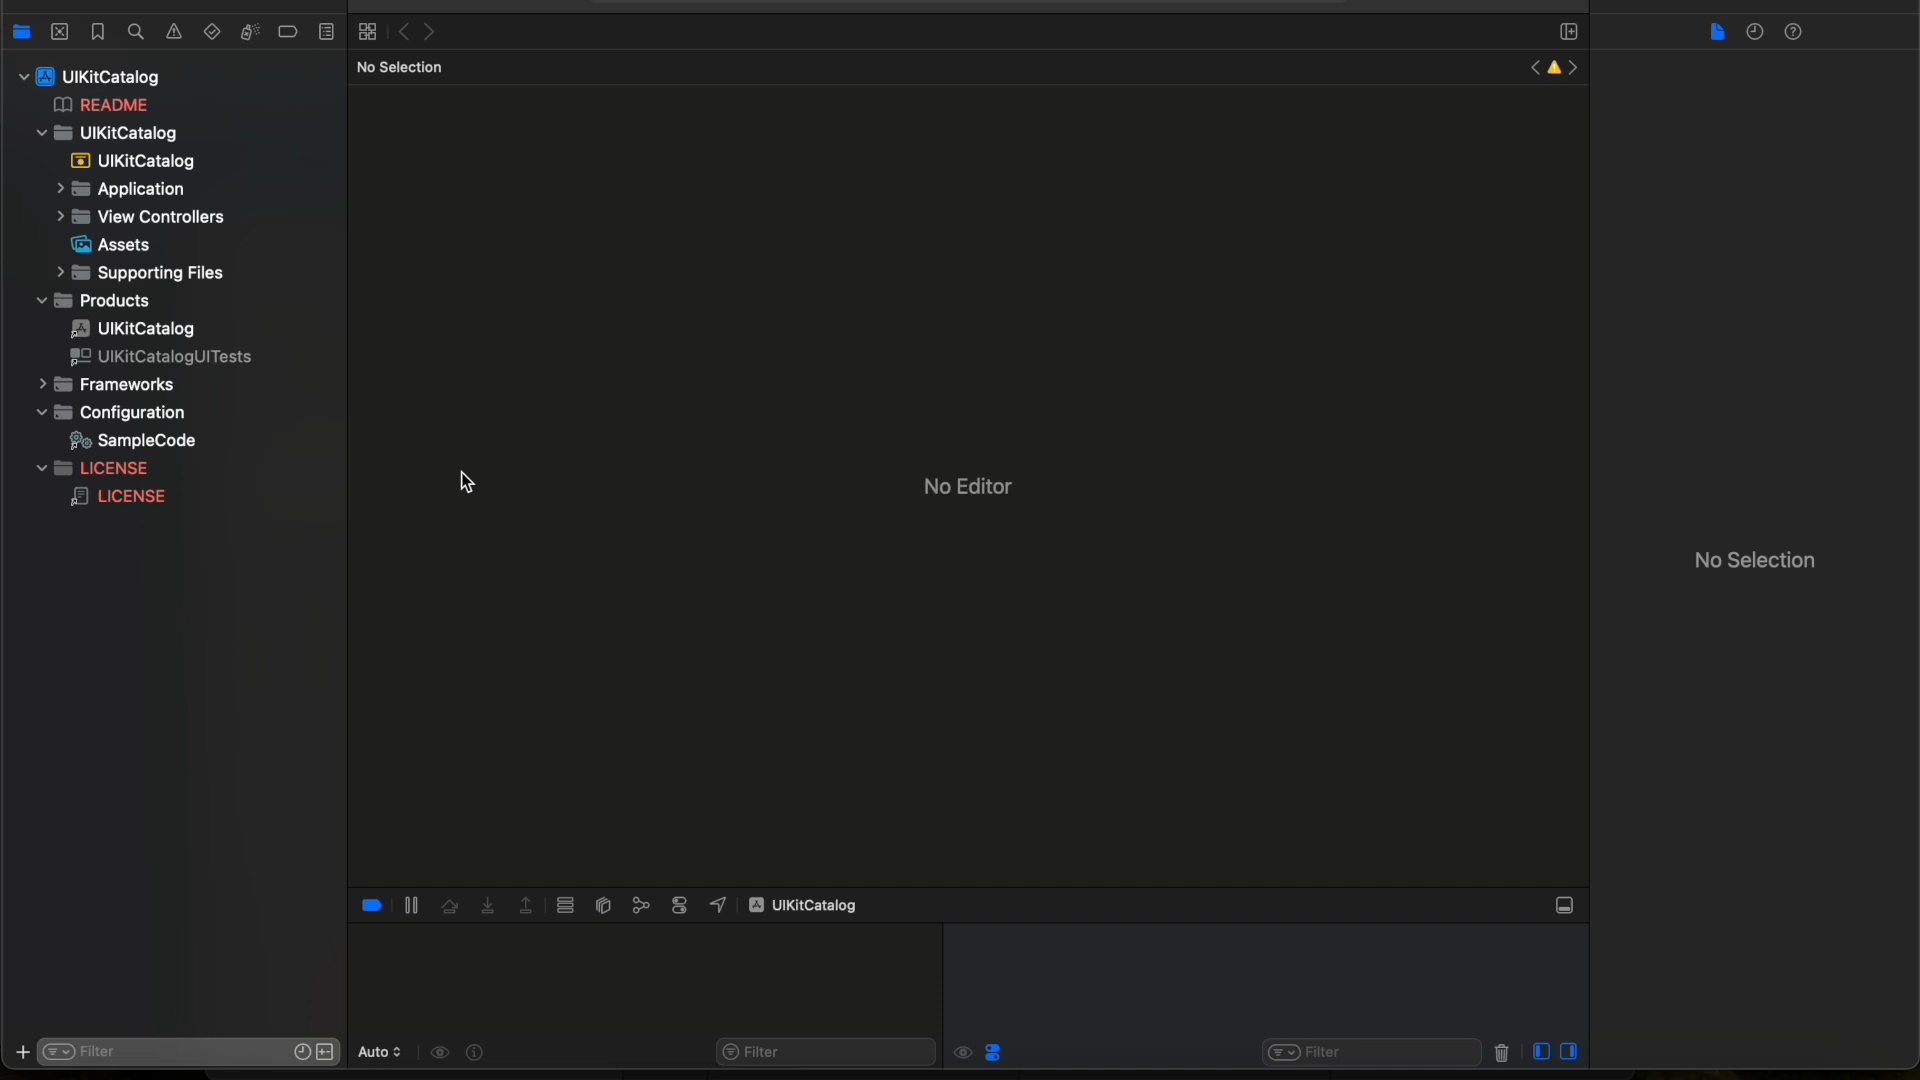 No Selection
UIKitCatalog
README
UIKitCatalog
UIKitCatalog
Application
View Controllers
Assets
Supporting Files
Products
UIKitCatalog
UIKitCatalogUITests
Frameworks
Configuration
SampleCode
LICENSE
LICENSE
No Editor
No Selection
UIKitCatalog
Filter
Auto
Filter
Filter